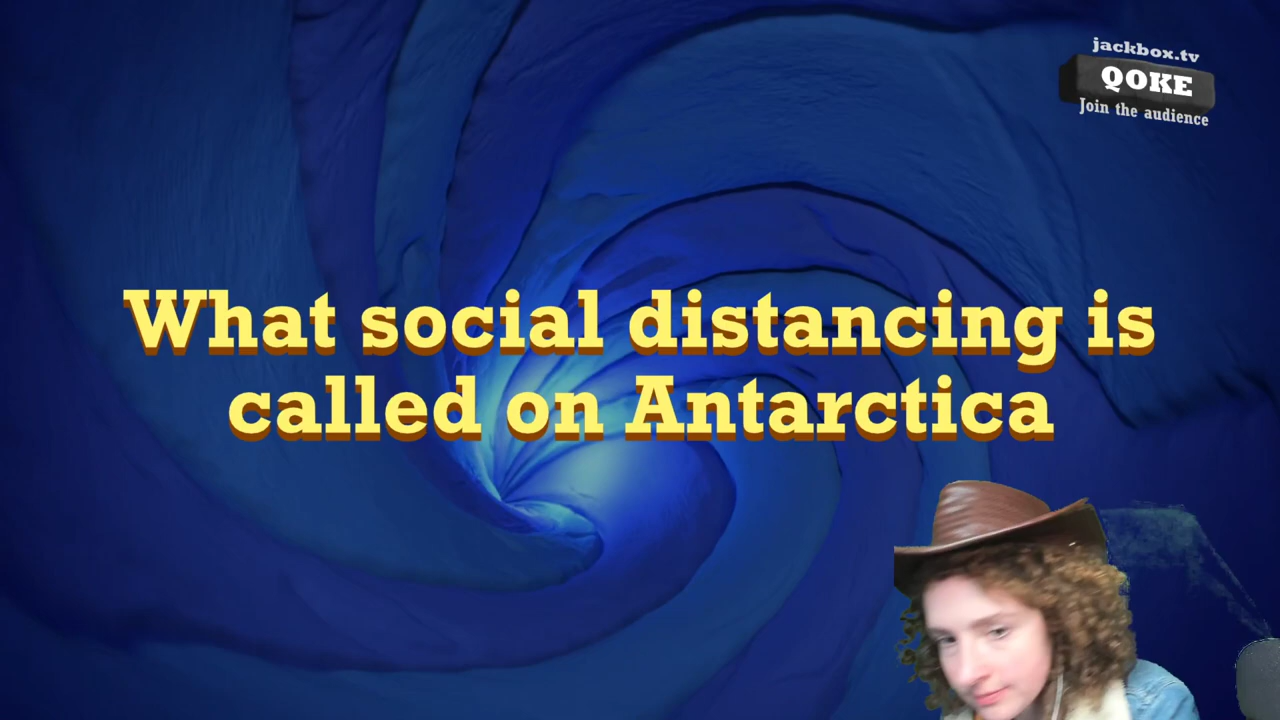 jackbox.tv
QOKE
Join the audience
What social distancing is
called on Antarctica